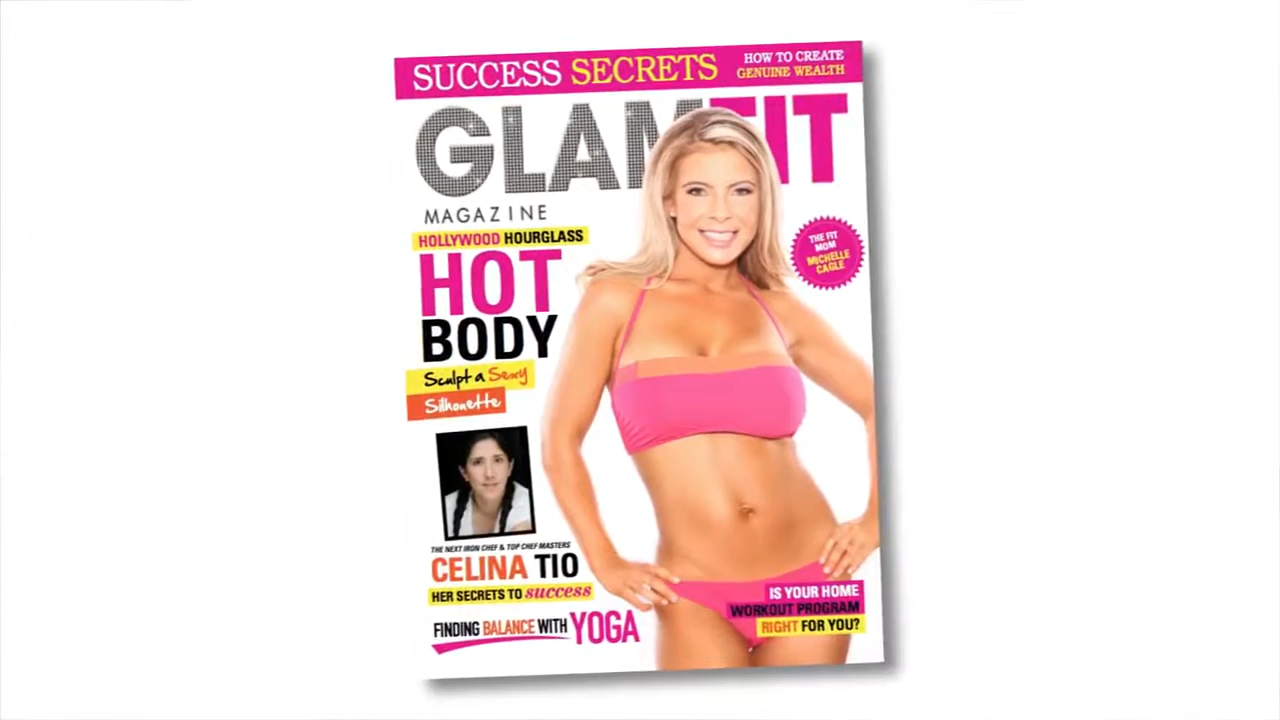 SUCCESS SECRETS
HOW TO CREATE
GENUINE WEALTH
GLAMFIT
MAGAZINE
HOLLYWOOD HOURGLASS
HOT
BODY
Sculpt a Sexy
Silhouette
THE FIT
MOM
MICHELLE
CAGLE
THE NEXT IRON CHEF & TOP CHEF MASTERS
CELINA TIO
HER SECRETS TO success
FINDING BALANCE WITH YOGA
IS YOUR HOME
WORKOUT PROGRAM
RIGHT FOR YOU?